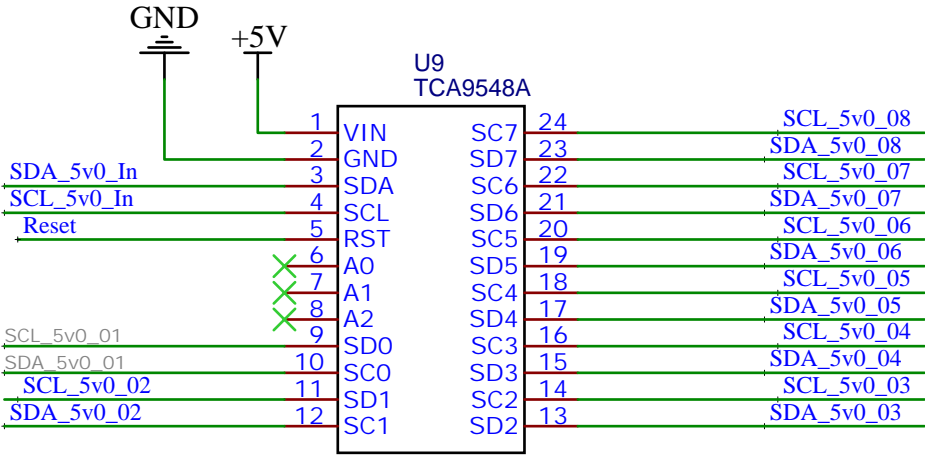 GND
+5V
U9
TCA9548A
1 VIN SC7 24 SCL_5v0_08
2 GND SD7 23 SDA_5v0_08
SDA_5v0_In 3 SDA SC6 22 SCL_5v0_07
SCL_5v0_In 4 SCL SD6 21 SDA_5v0_07
Reset 5 RST SC5 20 SCL_5v0_06
6 A0 SD5 19 SDA_5v0_06
7 A1 SC4 18 SCL_5v0_05
8 A2 SD4 17 SDA_5v0_05
SCL_5v0_01 9 SD0 SC3 16 SCL_5v0_04
SDA_5v0_01 10 SC0 SD3 15 SDA_5v0_04
SCL_5v0_02 11 SD1 SC2 14 SCL_5v0_03
SDA_5v0_02 12 SC1 SD2 13 SDA_5v0_03